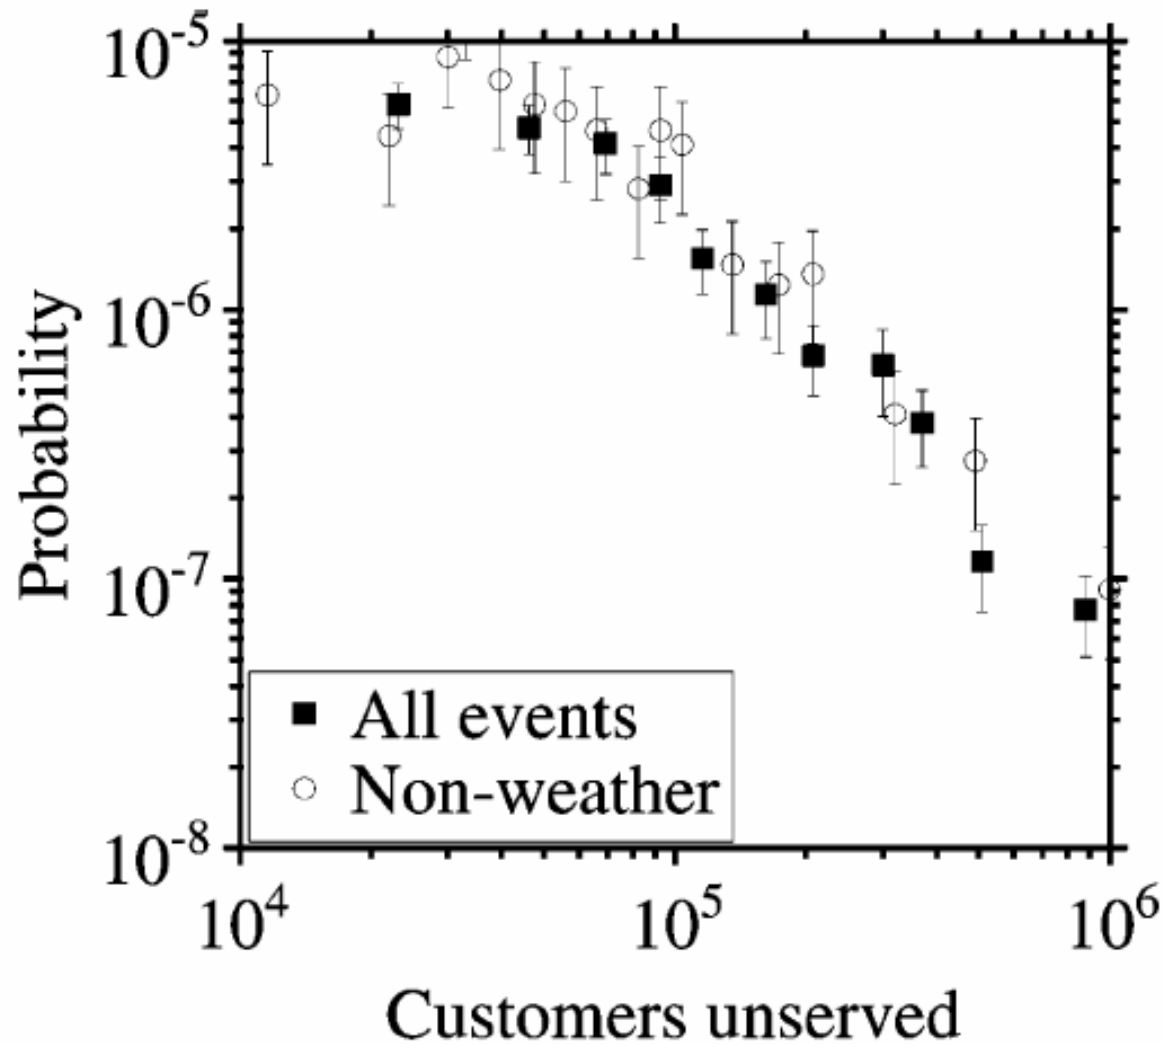 10^-5
10^-6
10^-7
10^-8
Probability
All events
Non-weather
10^4 10^5 10^6
Customers unserved